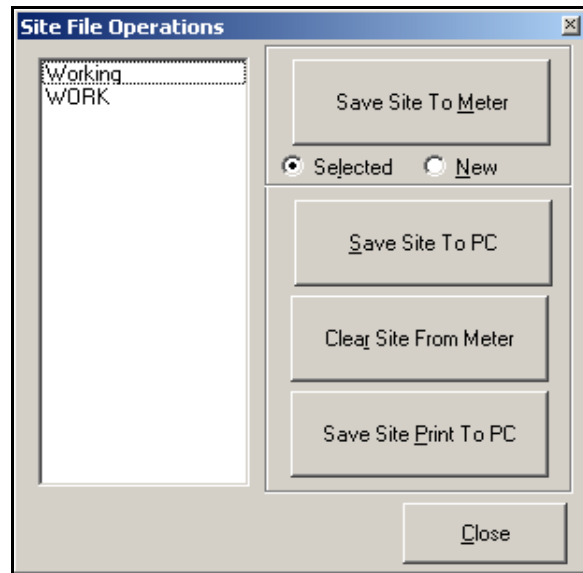 Site File Operations
Working
WORK
Save Site To Meter
Selected
New
Save Site To PC
Clear Site From Meter
Save Site Print To PC
Close